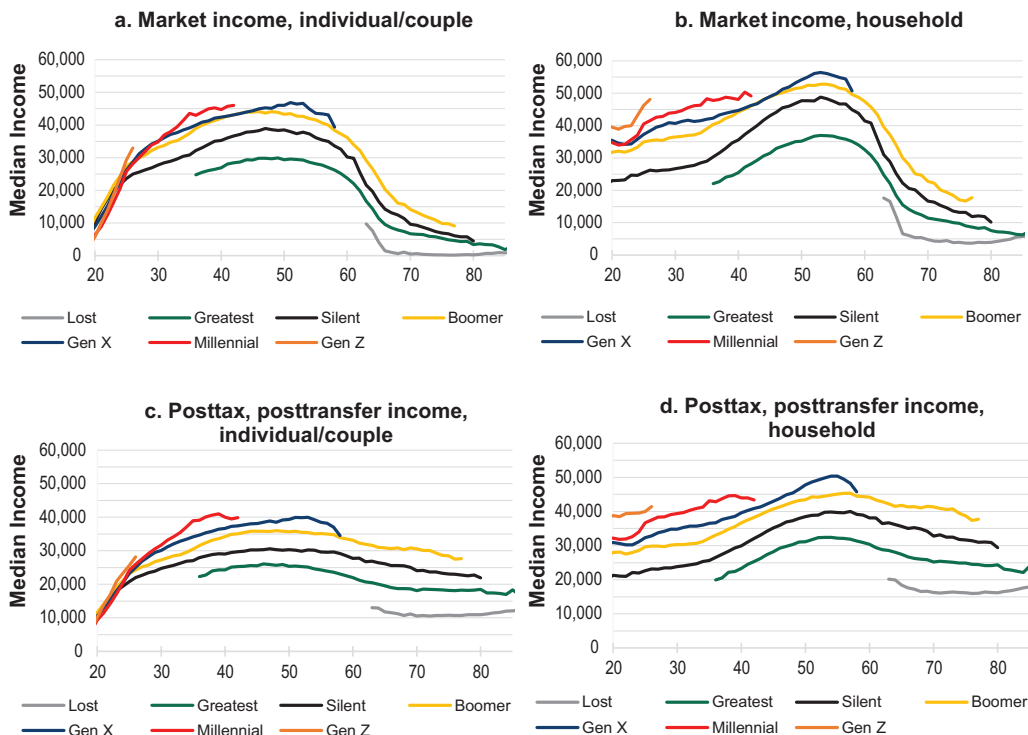 a. Market income, individual/couple
Median Income
60,000
50,000
40,000
30,000
20,000
10,000
0
20 30 40 50 60 70 80
Lost Greatest Silent Boomer
Gen X Millennial Gen Z
b. Market income, household
Median Income
60,000
50,000
40,000
30,000
20,000
10,000
0
20 30 40 50 60 70 80
Lost Greatest Silent Boomer
Gen X Millennial Gen Z
c. Posttax, posttransfer income,
individual/couple
Median Income
60,000
50,000
40,000
30,000
20,000
10,000
0
20 30 40 50 60 70 80
Lost Greatest Silent Boomer
Gen X Millennial Gen Z
d. Posttax, posttransfer income,
household
Median Income
60,000
50,000
40,000
30,000
20,000
10,000
0
20 30 40 50 60 70 80
Lost Greatest Silent Boomer
Gen X Millennial Gen Z